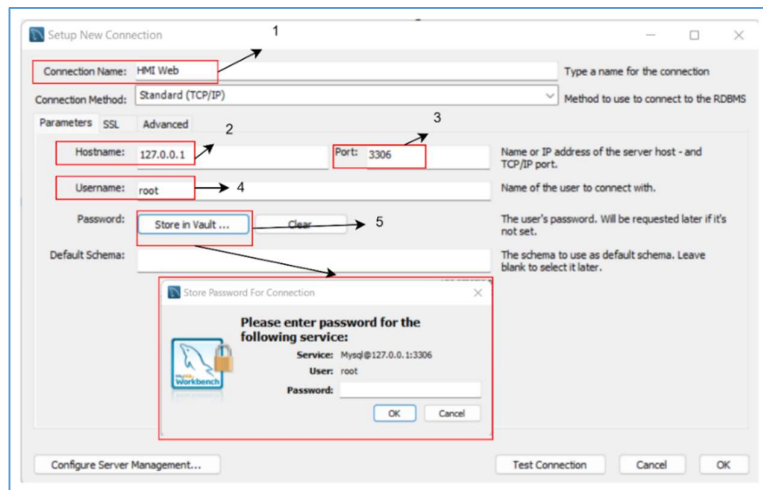 1
Setup New Connection
Connection Name: HMI Web Type a name for the connection
Connection Method: Standard (TCP/IP) Method to use to connect to the RDBMS
Parameters SSL Advanced
2
3
Hostname: 127.0.0.1 Port: 3306 Name or IP address of the server host - and
TCP/IP port.
Username: root 4 Name of the user to connect with.
Password: Store in Vault ... Clear 5 The user's password. Will be requested later if it's
not set.
Default Schema: The schema to use as default schema. Leave
blank to select it later.
Store Password For Connection
Please enter password for the
following service:
Service: Mysql@127.0.0.1:3306
User: root
Workbench
Password:
OK Cancel
Configure Server Management... Test Connection Cancel OK